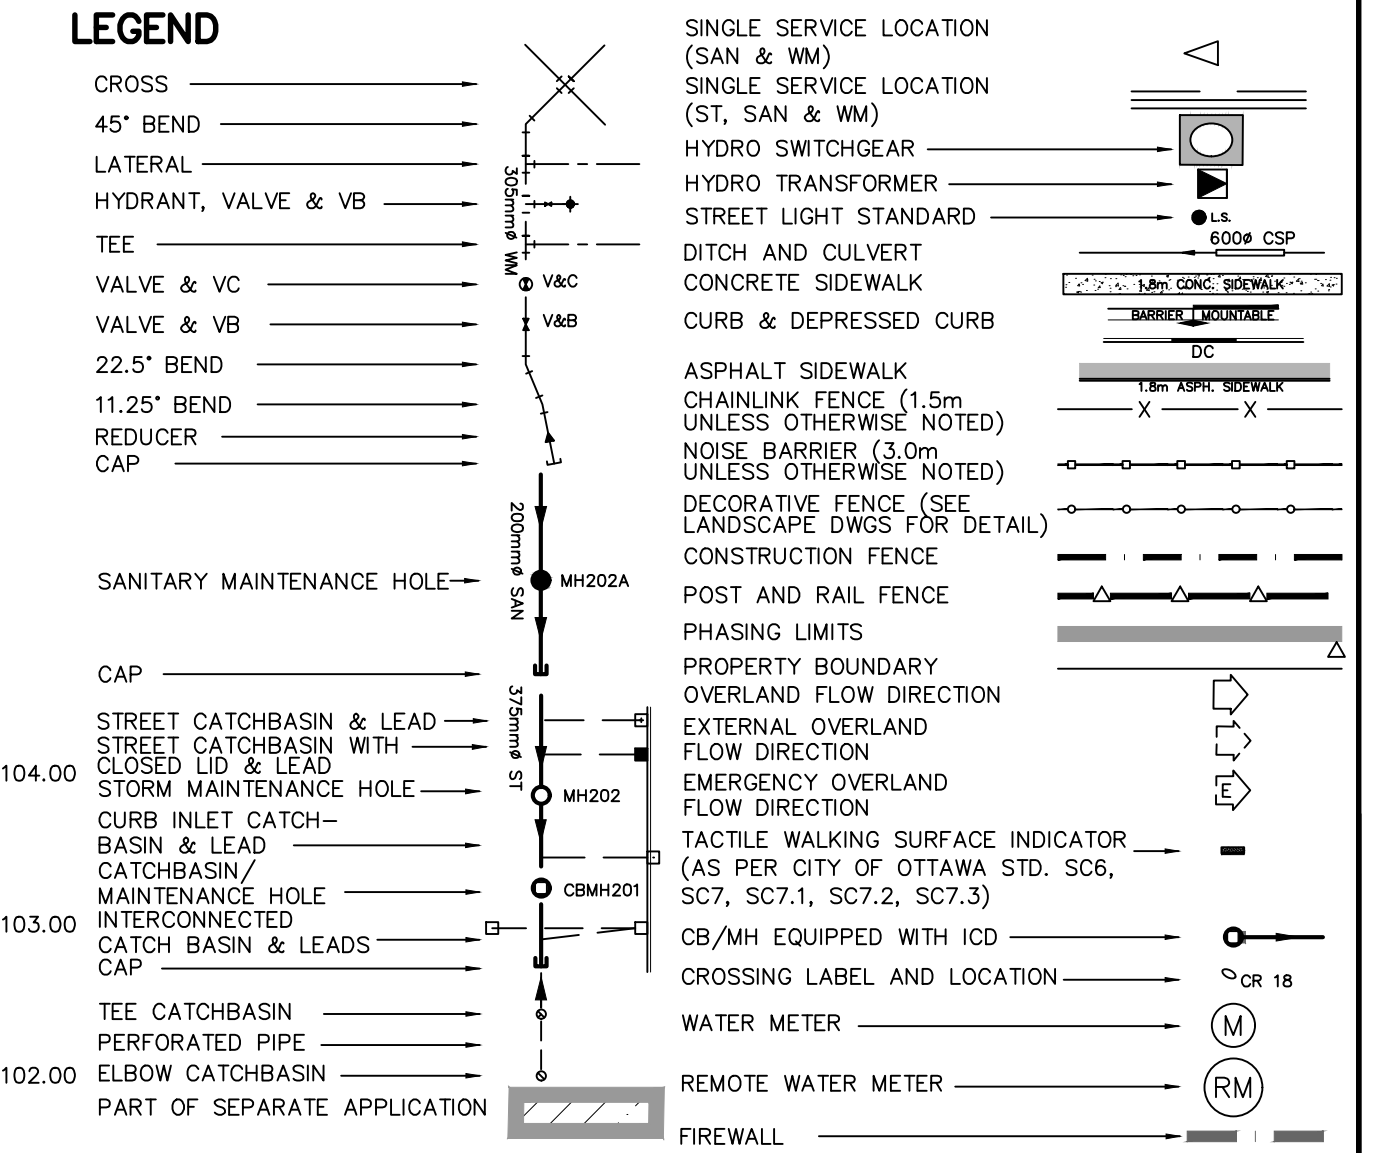 LEGEND
CROSS
45° BEND
LATERAL
HYDRANT, VALVE & VB
TEE
VALVE & VC
VALVE & VB
22.5° BEND
11.25° BEND
REDUCER
CAP
SANITARY MAINTENANCE HOLE
CAP
STREET CATCHBASIN & LEAD
STREET CATCHBASIN WITH
CLOSED LID & LEAD
104.00
STORM MAINTENANCE HOLE
CURB INLET CATCH-
BASIN & LEAD
CATCHBASIN/
MAINTENANCE HOLE
103.00
INTERCONNECTED
CATCH BASIN & LEADS
CAP
TEE CATCHBASIN
PERFORATED PIPE
102.00
ELBOW CATCHBASIN
PART OF SEPARATE APPLICATION
305mmø WM
V&C
V&B
200mmø SAN
MH202A
375mmø ST
MH202
CBMH201
SINGLE SERVICE LOCATION
(SAN & WM)
SINGLE SERVICE LOCATION
(ST, SAN & WM)
HYDRO SWITCHGEAR
HYDRO TRANSFORMER
STREET LIGHT STANDARD
L.S.
DITCH AND CULVERT
600ø CSP
CONCRETE SIDEWALK
1.8m CONC. SIDEWALK
CURB & DEPRESSED CURB
BARRIER MOUNTABLE
DC
ASPHALT SIDEWALK
1.8m ASPH. SIDEWALK
CHAINLINK FENCE (1.5m
UNLESS OTHERWISE NOTED)
X X
NOISE BARRIER (3.0m
UNLESS OTHERWISE NOTED)
DECORATIVE FENCE (SEE
LANDSCAPE DWGS FOR DETAIL)
CONSTRUCTION FENCE
POST AND RAIL FENCE
PHASING LIMITS
PROPERTY BOUNDARY
OVERLAND FLOW DIRECTION
EXTERNAL OVERLAND
FLOW DIRECTION
EMERGENCY OVERLAND
FLOW DIRECTION
E
TACTILE WALKING SURFACE INDICATOR
(AS PER CITY OF OTTAWA STD. SC6,
SC7, SC7.1, SC7.2, SC7.3)
CB/MH EQUIPPED WITH ICD
CROSSING LABEL AND LOCATION
CR 18
WATER METER
M
REMOTE WATER METER
RM
FIREWALL